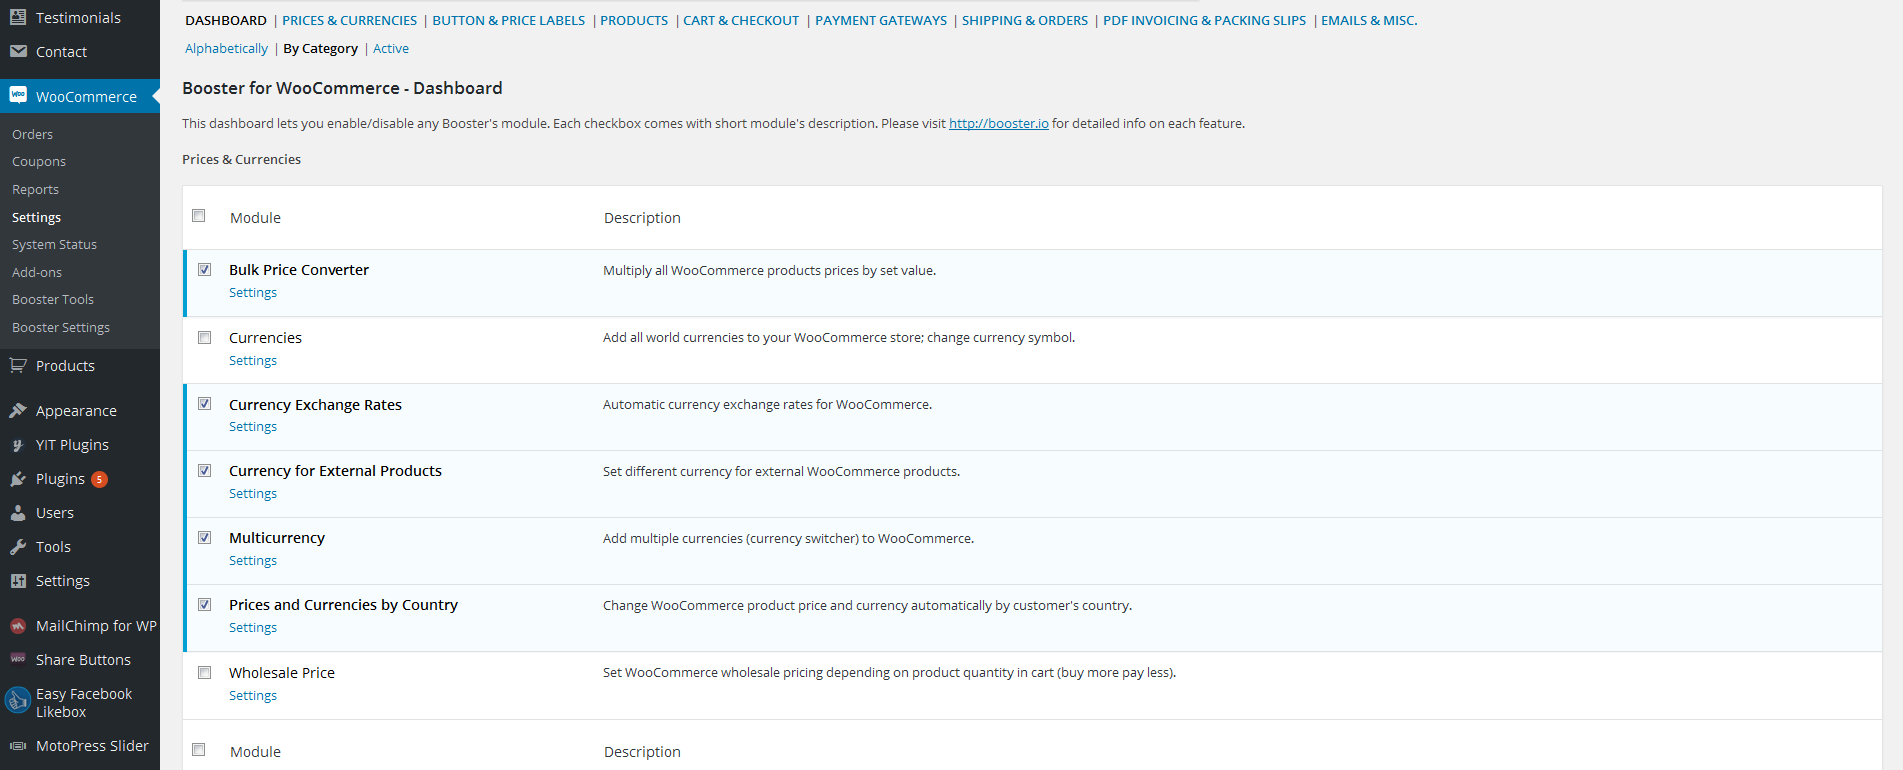 Testimonials
Contact
WooCommerce
Orders
Coupons
Reports
Settings
System Status
Add-ons
Booster Tools
Booster Settings
Products
Appearance
YIT Plugins
Plugins 5
Users
Tools
Settings
MailChimp for WP
Share Buttons
Easy Facebook
Likebox
MotoPress Slider
DASHBOARD | PRICES & CURRENCIES | BUTTON & PRICE LABELS | PRODUCTS | CART & CHECKOUT | PAYMENT GATEWAYS | SHIPPING & ORDERS | PDF INVOICING & PACKING SLIPS | EMAILS & MISC.
Alphabetically | By Category | Active
Booster for WooCommerce - Dashboard
This dashboard lets you enable/disable any Booster's module. Each checkbox comes with short module's description. Please visit http://booster.io for detailed info on each feature.
Prices & Currencies
Module Description
Bulk Price Converter Multiply all WooCommerce products prices by set value.
Settings
Currencies Add all world currencies to your WooCommerce store; change currency symbol.
Settings
Currency Exchange Rates Automatic currency exchange rates for WooCommerce.
Settings
Currency for External Products Set different currency for external WooCommerce products.
Settings
Multicurrency Add multiple currencies (currency switcher) to WooCommerce.
Settings
Prices and Currencies by Country Change WooCommerce product price and currency automatically by customer's country.
Settings
Wholesale Price Set WooCommerce wholesale pricing depending on product quantity in cart (buy more pay less).
Settings
Module Description